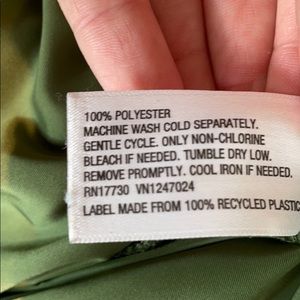 100% POLYESTER
MACHINE WASH COLD SEPARATELY.
GENTLE CYCLE. ONLY NON-CHLORINE
BLEACH IF NEEDED. TUMBLE DRY LOW.
REMOVE PROMPTLY. COOL IRON IF NEEDED.
RN17730 VN1247024
LABEL MADE FROM 100% RECYCLED PLASTIC